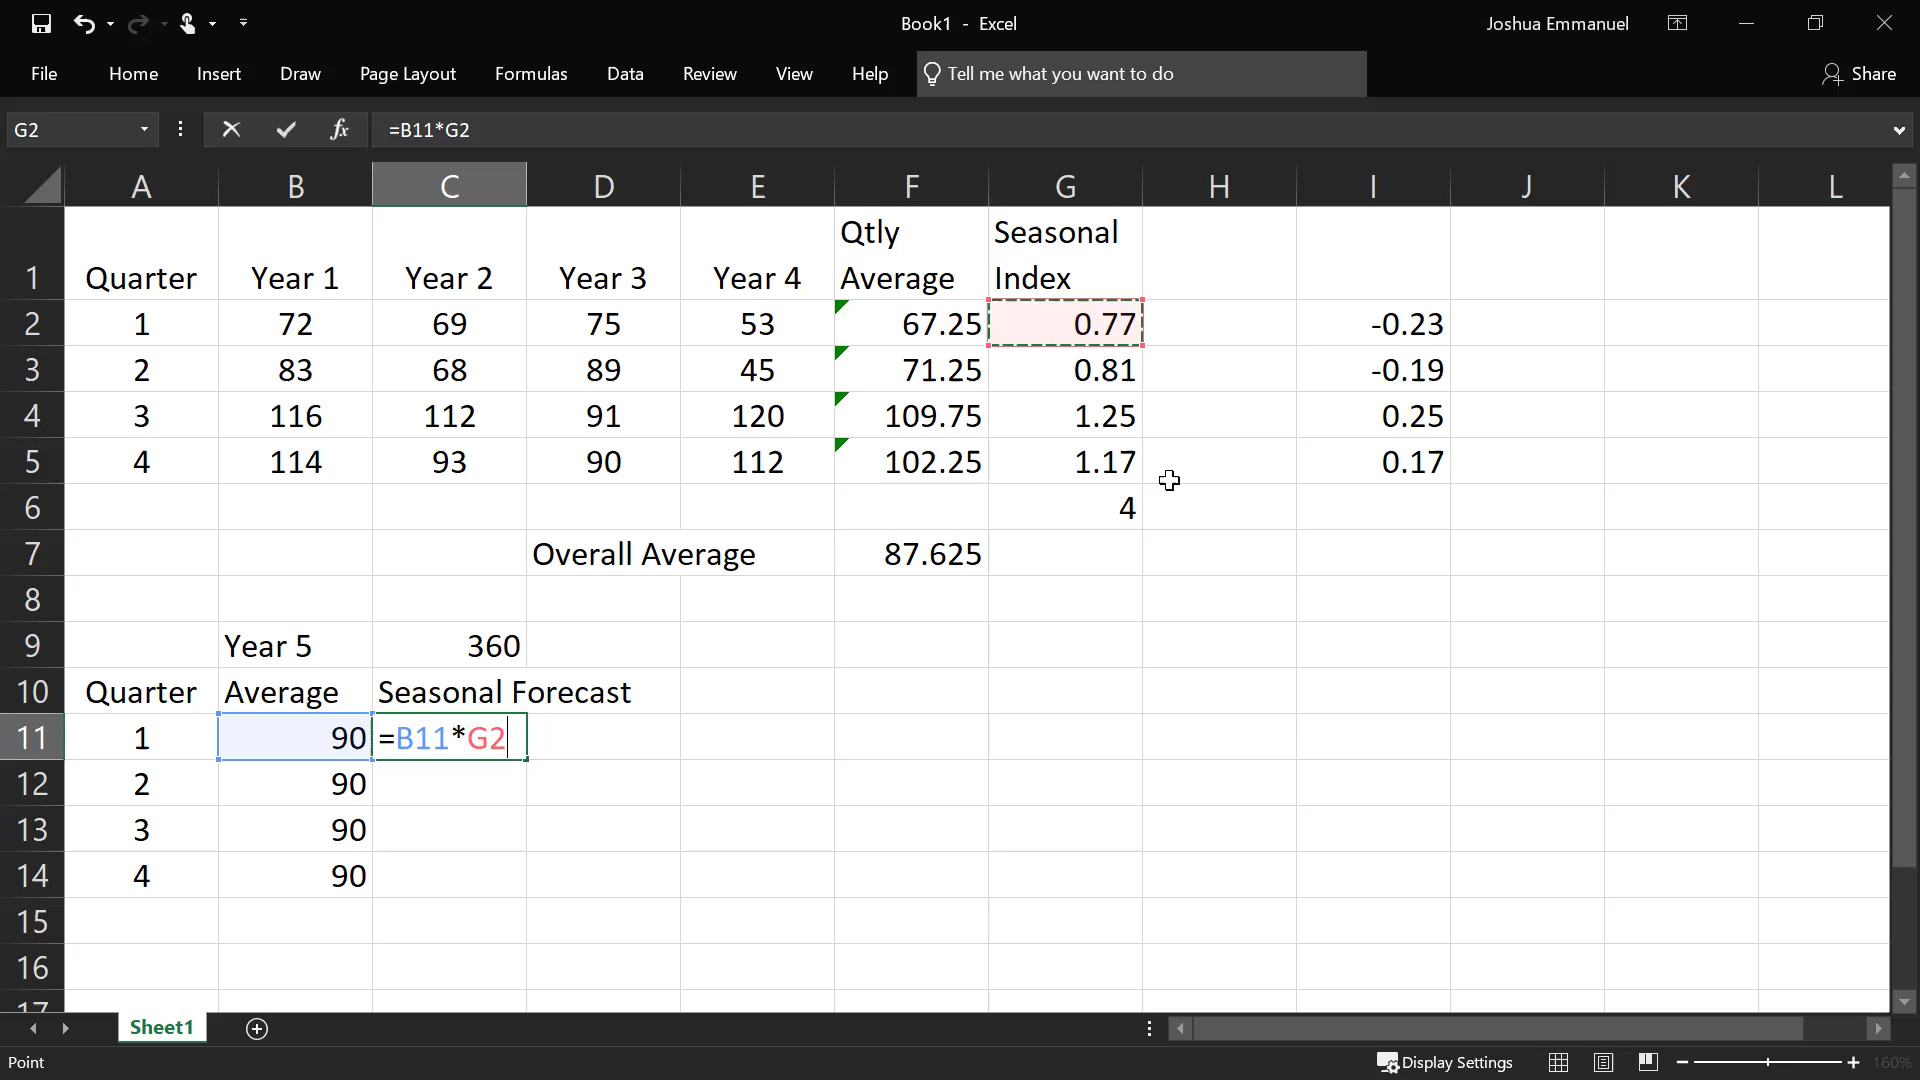 Book1 - Excel
Joshua Emmanuel
File Home Insert Draw Page Layout Formulas Data Review View Help Tell me what you want to do Share
G2 fx =B11*G2
A B C D E F G H I J K L
1 Quarter Year 1 Year 2 Year 3 Year 4 Qtly Average Seasonal Index
2 1 72 69 75 53 67.25 0.77 -0.23
3 2 83 68 89 45 71.25 0.81 -0.19
4 3 116 112 91 120 109.75 1.25 0.25
5 4 114 93 90 112 102.25 1.17 0.17
6 4
7 Overall Average 87.625
8
9 Year 5 360
10 Quarter Average Seasonal Forecast
11 1 90 =B11*G2
12 2 90
13 3 90
14 4 90
15
16
17
Sheet1
Point Display Settings 160%